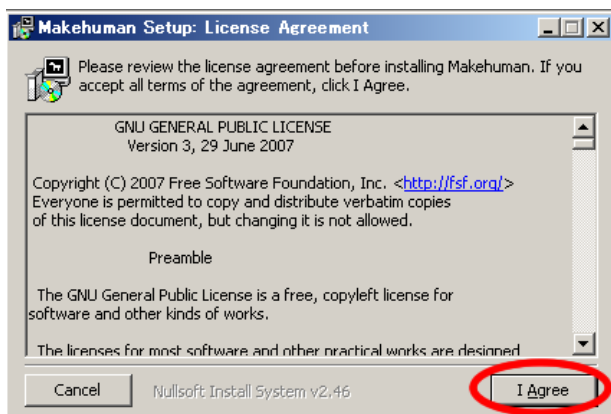 Makehuman Setup: License Agreement
Please review the license agreement before installing Makehuman. If you
accept all terms of the agreement, click I Agree.
GNU GENERAL PUBLIC LICENSE
Version 3, 29 June 2007
Copyright (C) 2007 Free Software Foundation, Inc. <http://fsf.org/>
Everyone is permitted to copy and distribute verbatim copies
of this license document, but changing it is not allowed.
Preamble
The GNU General Public License is a free, copyleft license for
software and other kinds of works.
The licenses for most software and other practical works are designed
Cancel
Nullsoft Install System v2.46
I Agree